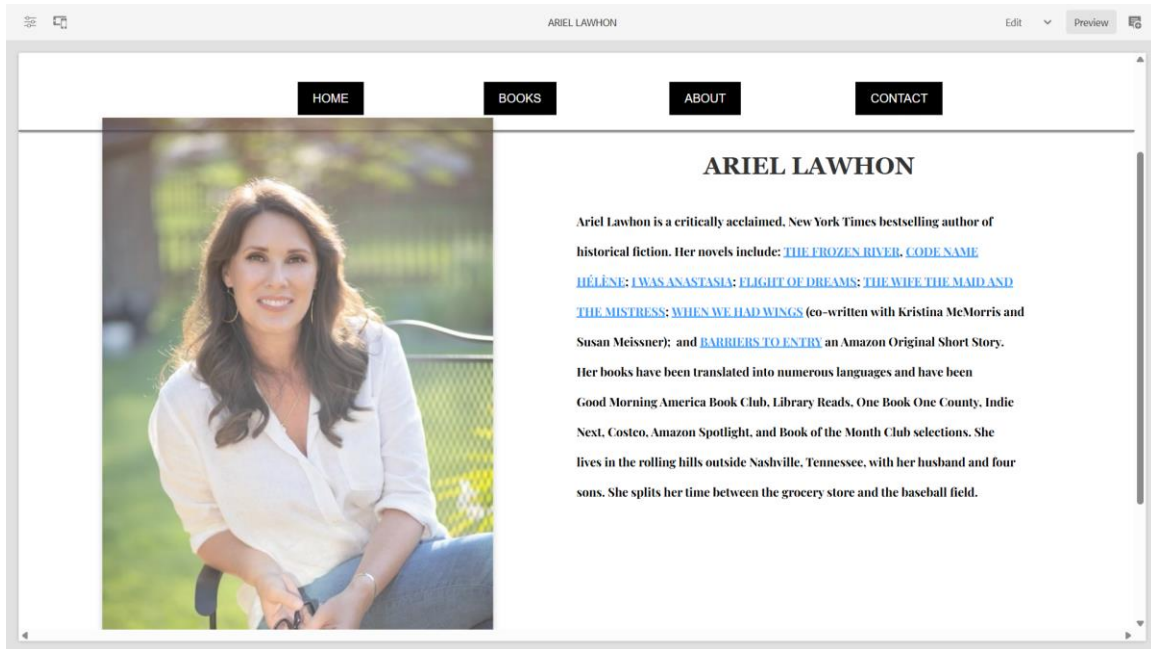 ARIEL LAWHON
Edit
Preview
HOME
BOOKS
ABOUT
CONTACT
ARIEL LAWHON
Ariel Lawhon is a critically acclaimed, New York Times bestselling author of
historical fiction. Her novels include: THE FROZEN RIVER, CODE NAME
HÉLÈNE; I WAS ANASTASIA; FLIGHT OF DREAMS; THE WIFE THE MAID AND
THE MISTRESS; WHEN WE HAD WINGS (co-written with Kristina McMorris and
Susan Meissner);  and BARRIERS TO ENTRY an Amazon Original Short Story.
Her books have been translated into numerous languages and have been
Good Morning America Book Club, Library Reads, One Book One County, Indie
Next, Costco, Amazon Spotlight, and Book of the Month Club selections. She
lives in the rolling hills outside Nashville, Tennessee, with her husband and four
sons. She splits her time between the grocery store and the baseball field.